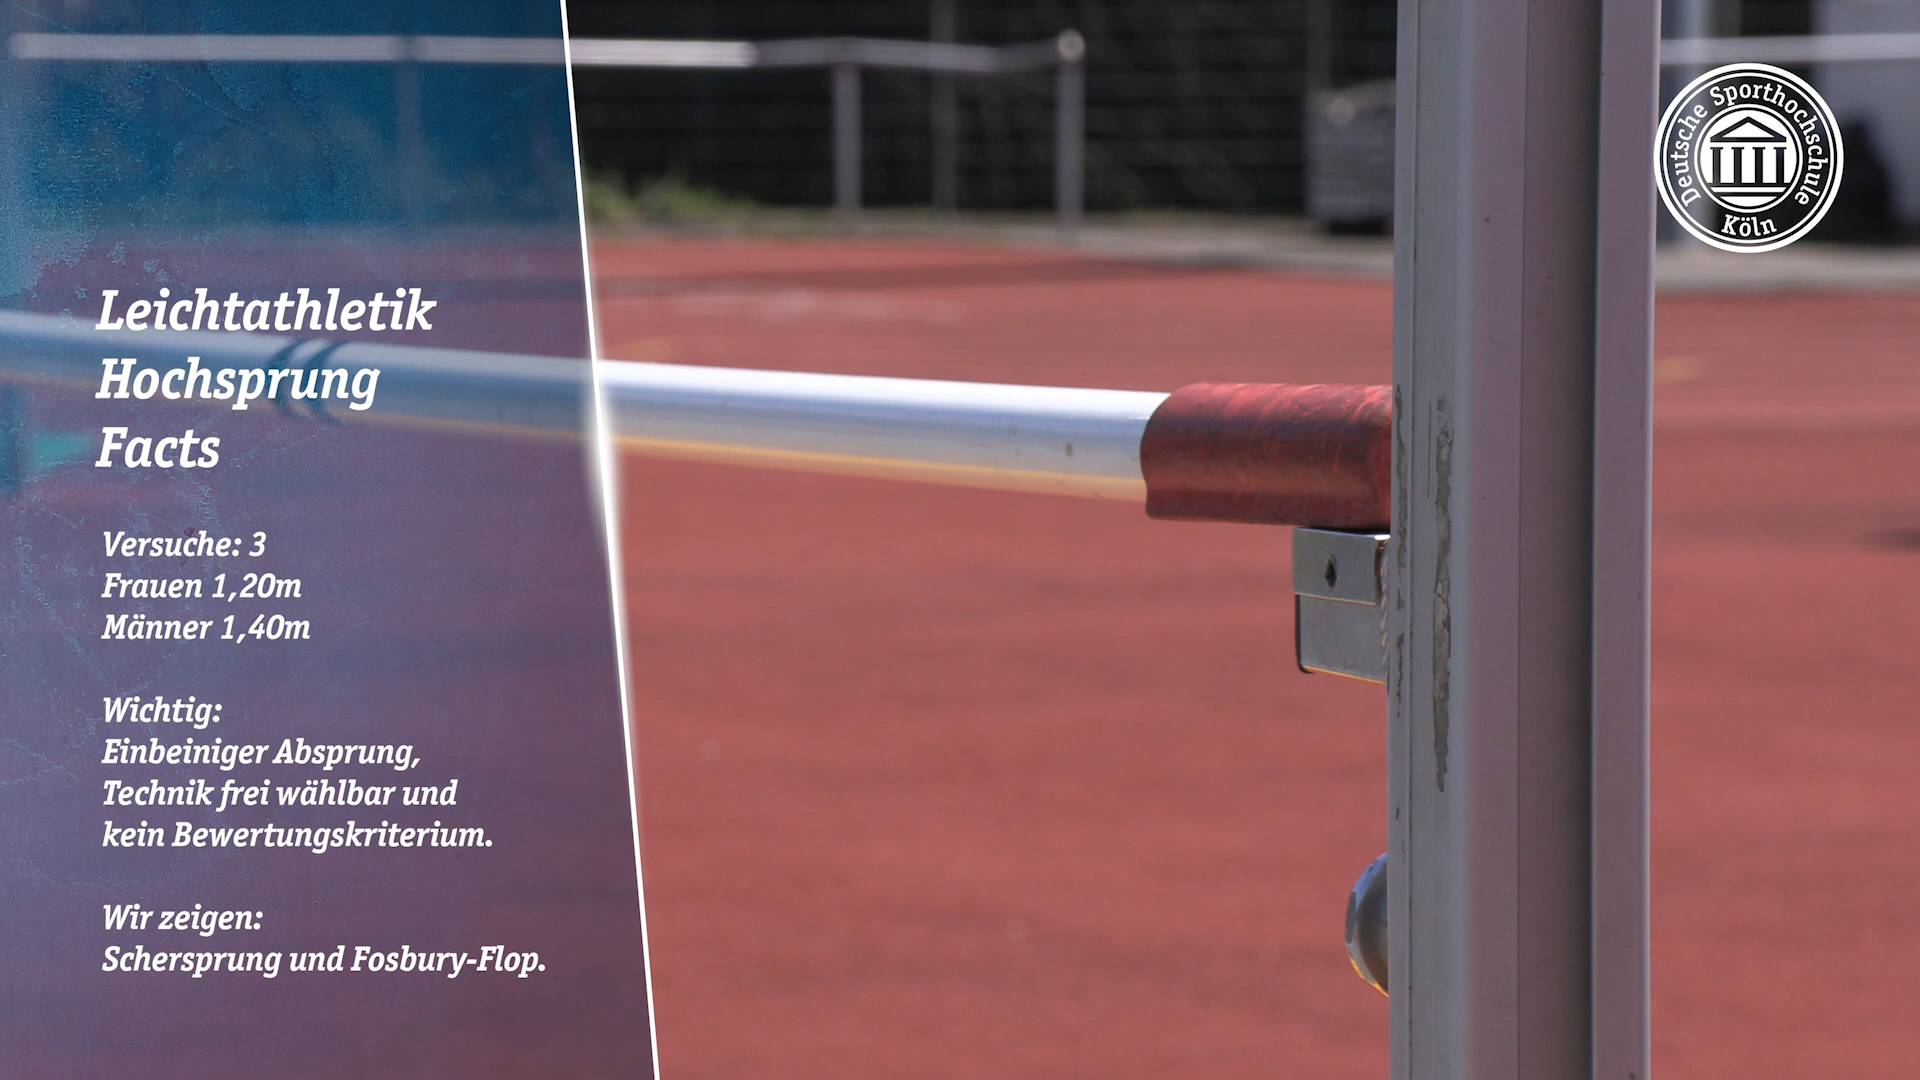 Leichtathletik
Hochsprung
Facts
Versuche: 3
Frauen 1,20m
Männer 1,40m
Wichtig:
Einbeiniger Absprung,
Technik frei wählbar und
kein Bewertungskriterium.
Wir zeigen:
Schersprung und Fosbury-Flop.
Deutsche Sporthochschule
Köln